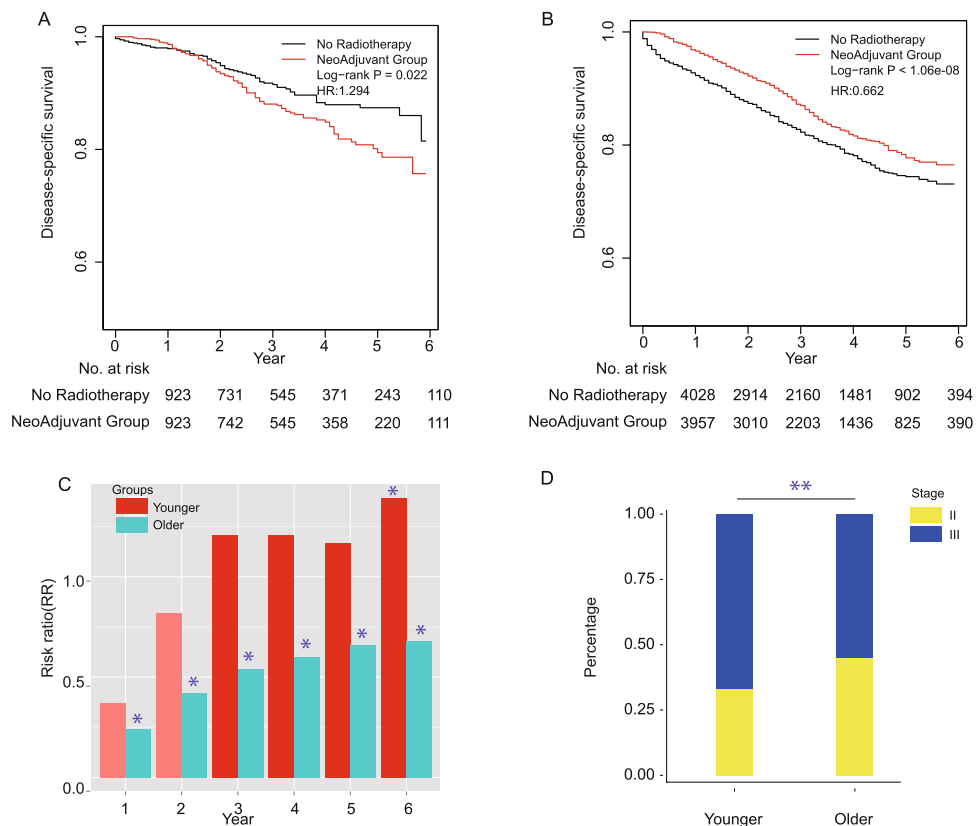 A
No Radiotherapy
NeoAdjuvant Group
Log−rank P = 0.022
HR:1.294
Disease-specific survival
1.0
0.8
0.6
0 1 2 3 4 5 6
Year
No. at risk
No Radiotherapy 923 731 545 371 243 110
NeoAdjuvant Group 923 742 545 358 220 111
B
No Radiotherapy
NeoAdjuvant Group
Log−rank P < 1.06e-08
HR:0.662
Disease-specific survival
1.0
0.8
0.6
0 1 2 3 4 5 6
Year
No. at risk
No Radiotherapy 4028 2914 2160 1481 902 394
NeoAdjuvant Group 3957 3010 2203 1436 825 390
C
Groups
Younger
Older
Risk ratio(RR)
1.0
0.5
0.0
* * * * * * *
1 2 3 4 5 6
Year
D
**
Stage
II
III
Percentage
1.00
0.75
0.50
0.25
0.00
Younger Older